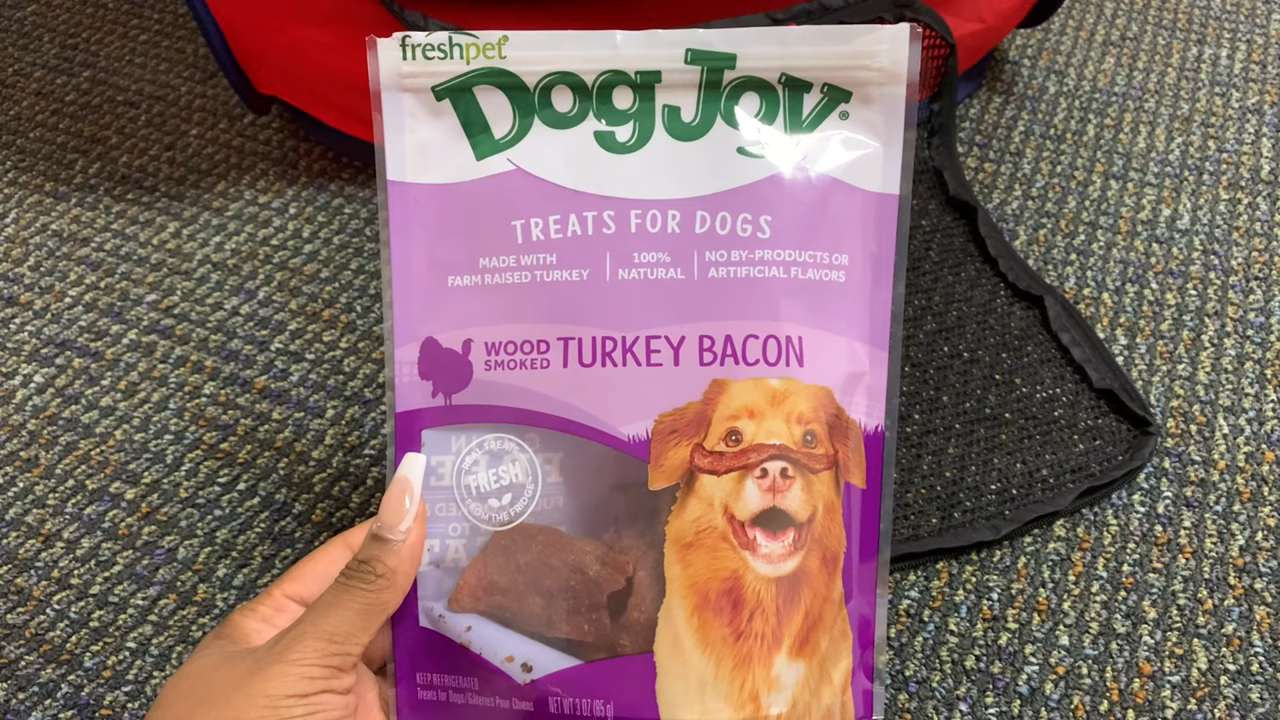 freshpet®
Dog Joy®
TREATS FOR DOGS
MADE WITH
FARM RAISED TURKEY
100%
NATURAL
NO BY-PRODUCTS OR
ARTIFICIAL FLAVORS
WOOD
SMOKED
TURKEY BACON
REAL TREATS
FRESH
FROM THE FRIDGE
KEEP REFRIGERATED
Treats for Dogs/Gâteries Pour Chiens
NET WT 3 OZ (85 g)